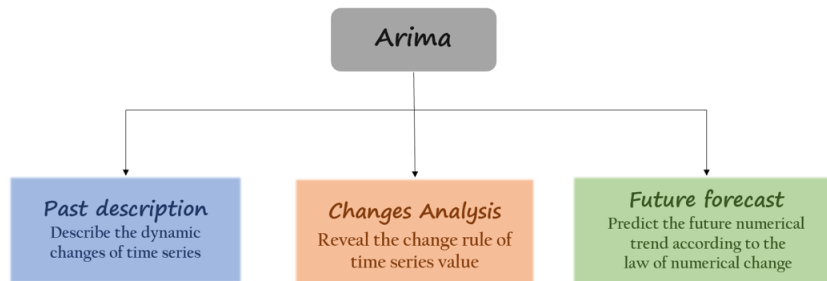 Arima
Past description
Describe the dynamic
changes of time series
Changes Analysis
Reveal the change rule of
time series value
Future forecast
Predict the future numerical
trend according to the
law of numerical change